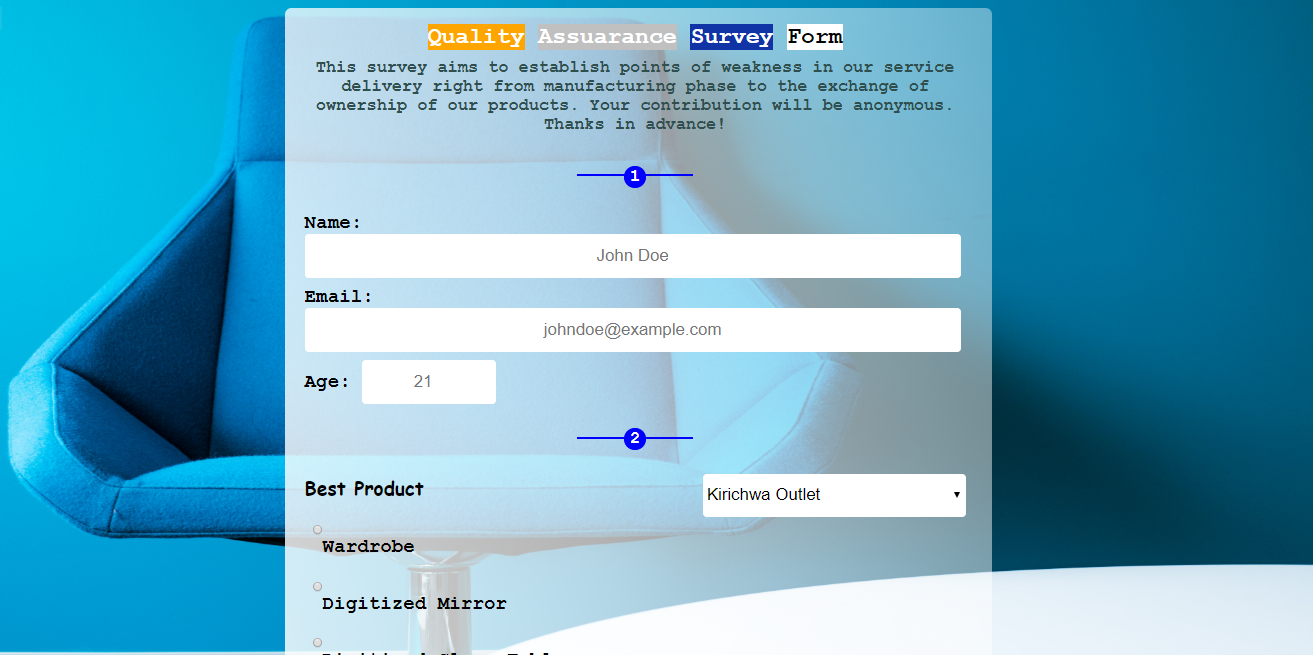 Quality Assuarance Survey Form
This survey aims to establish points of weakness in our service
delivery right from manufacturing phase to the exchange of
ownership of our products. Your contribution will be anonymous.
Thanks in advance!
1
Name:
John Doe
Email:
johndoe@example.com
Age: 21
2
Best Product
Kirichwa Outlet
Wardrobe
Digitized Mirror